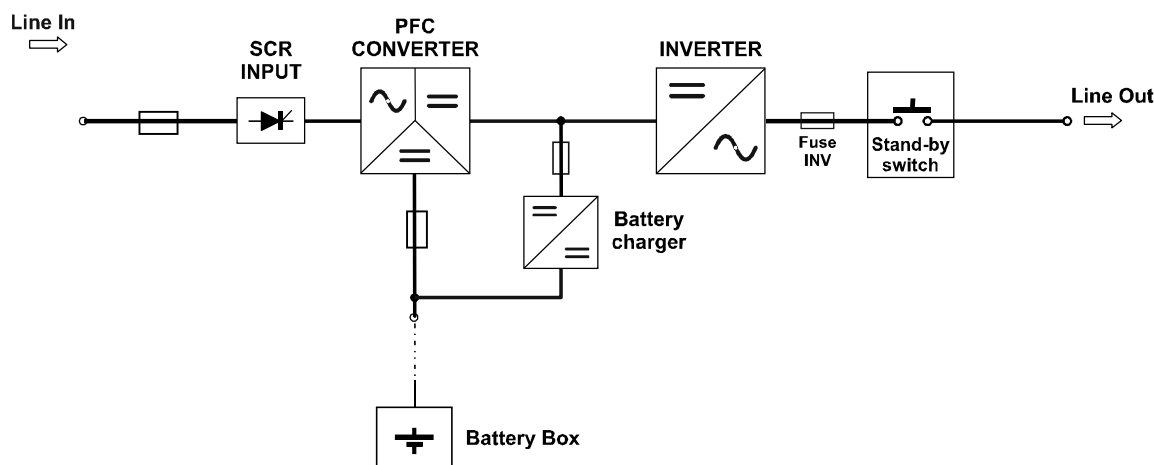 Line In
SCR
INPUT
PFC
CONVERTER
INVERTER
Fuse
INV
Stand-by
switch
Line Out
Battery
charger
Battery Box